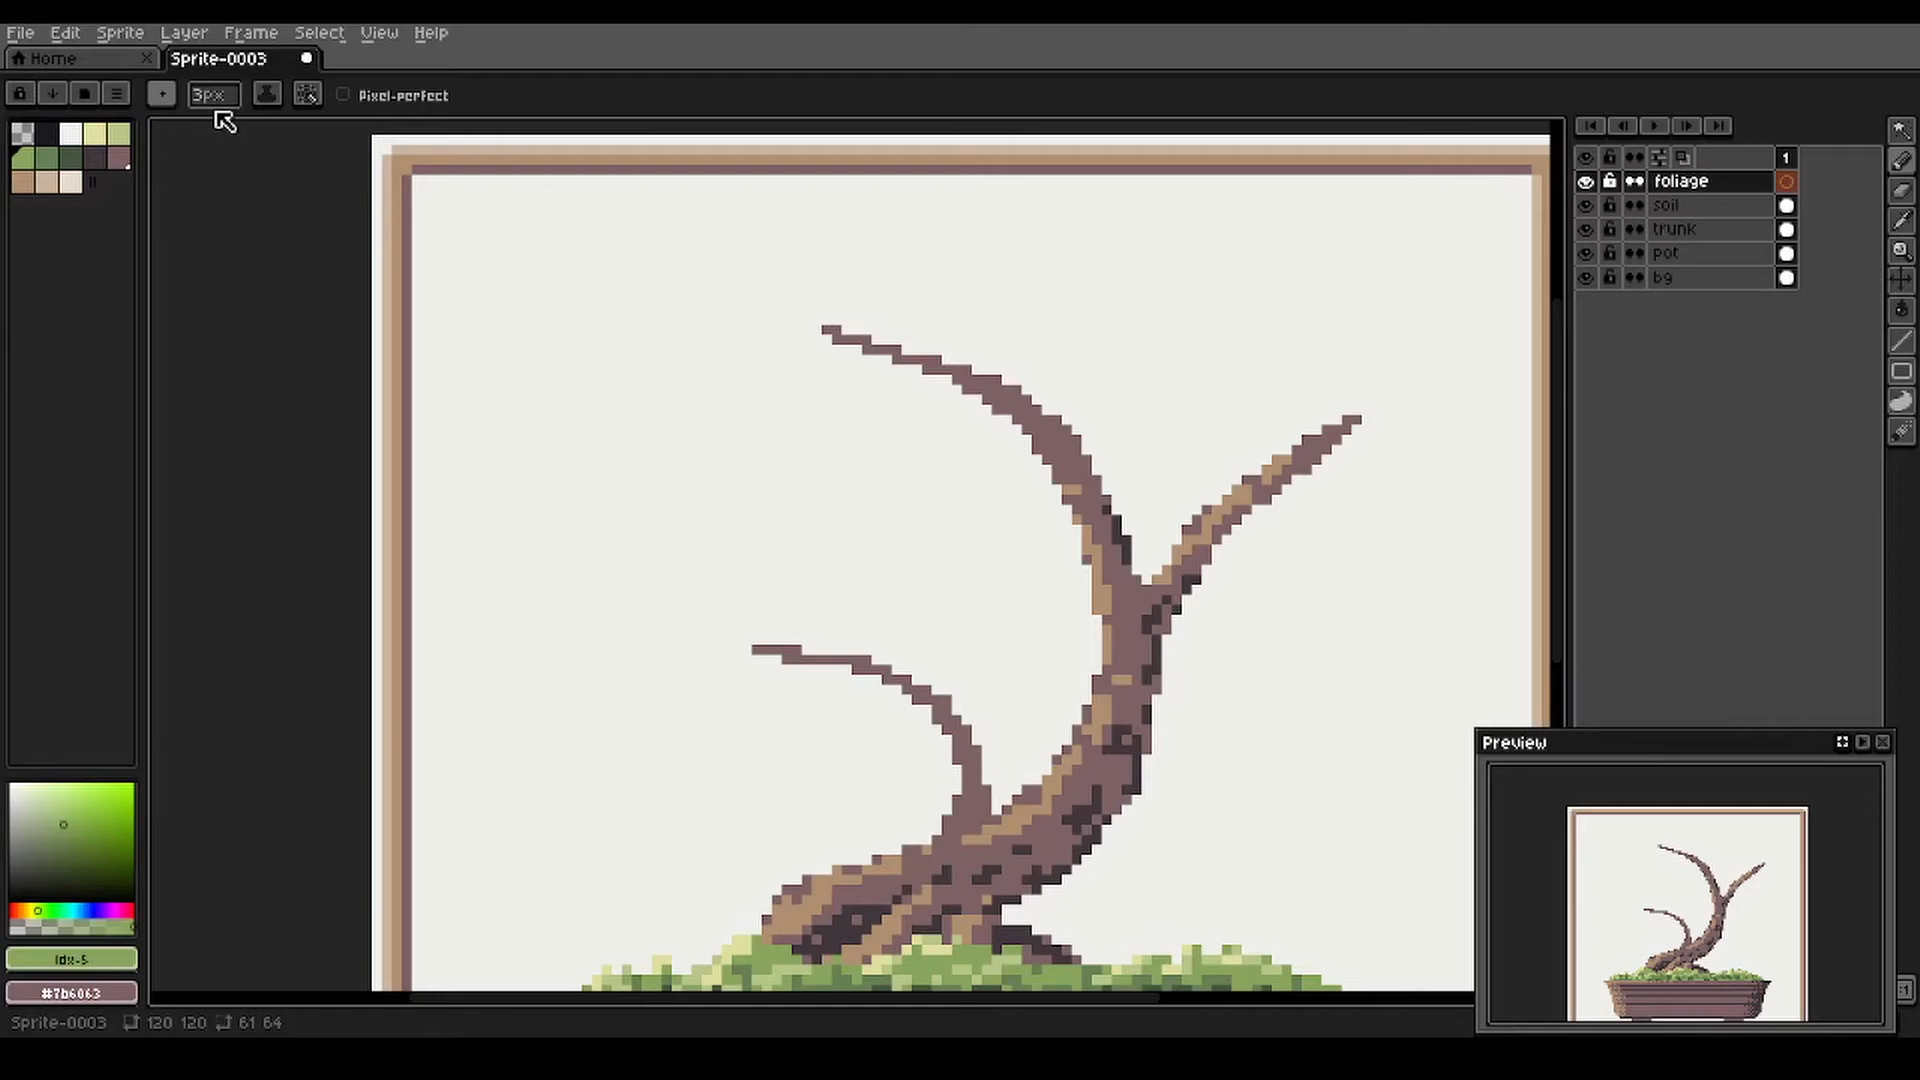 File Edit Sprite Layer Frame Select View Help
Home
Sprite-0003
3px
Pixel-perfect
1
foliage
soil
trunk
pot
bg
Preview
Idx-5
#7b6063
Sprite-0003 120 120 61 64